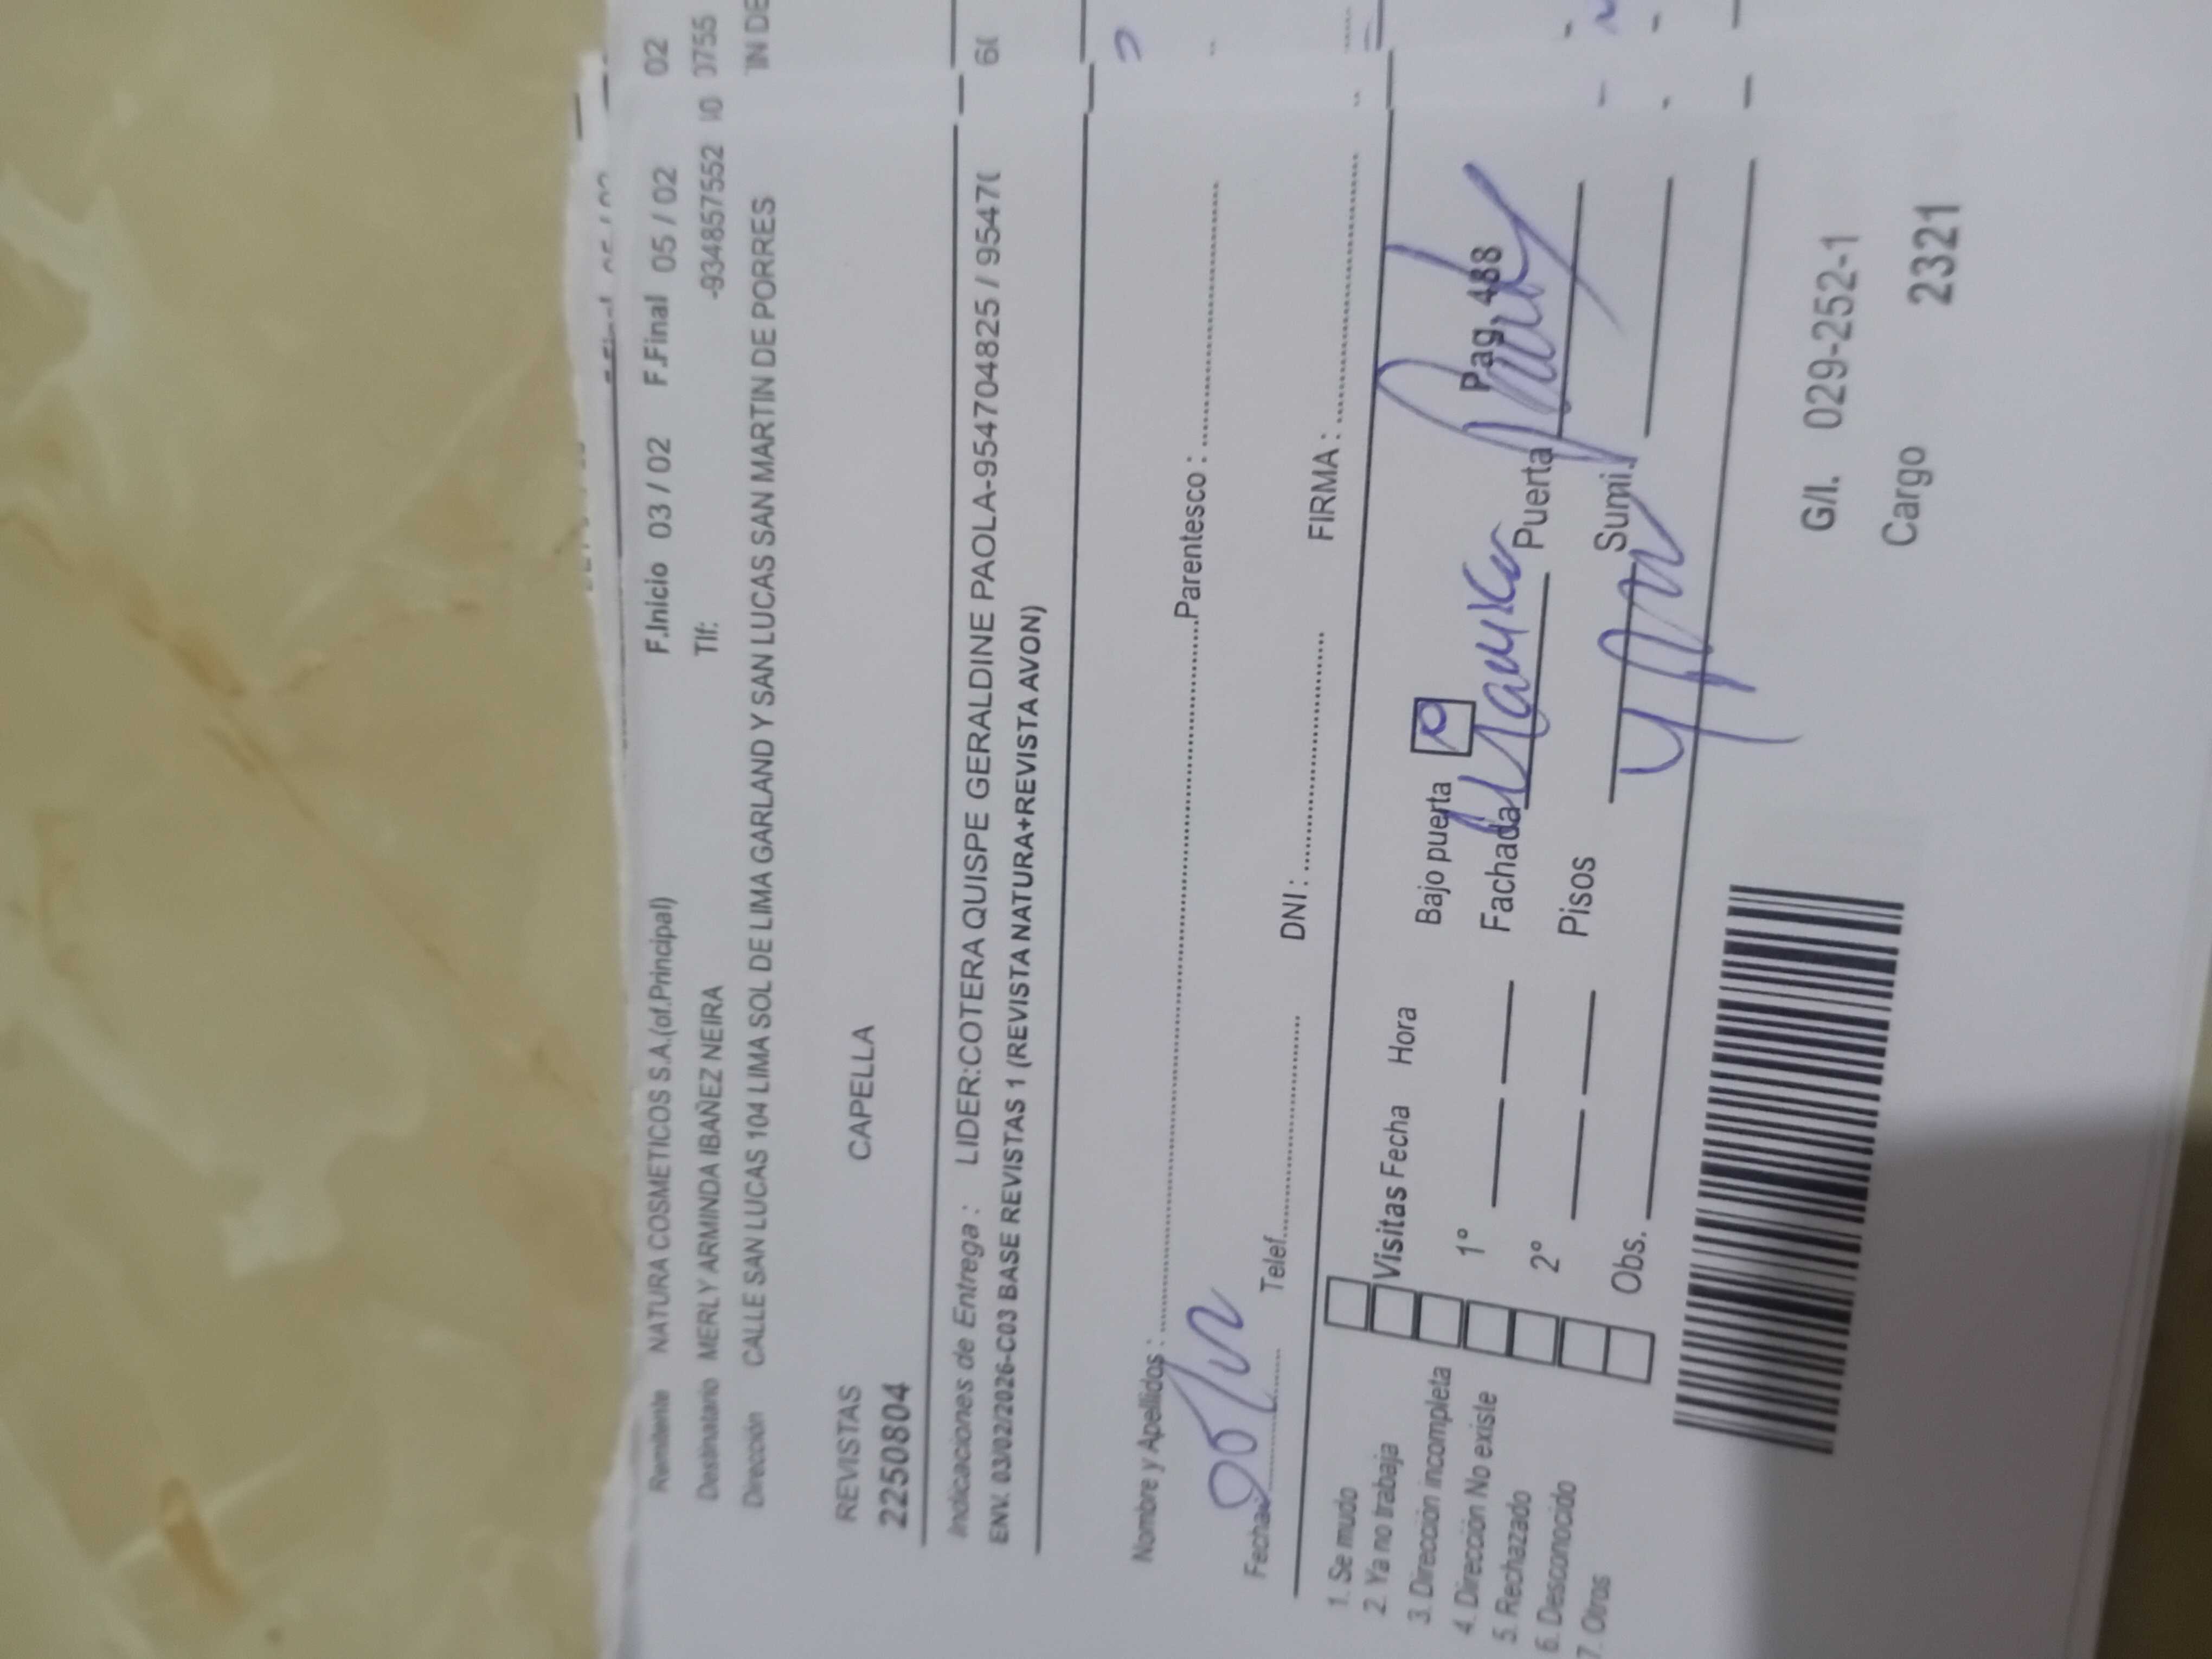 Remitente NATURA COSMETICOS S.A.(of.Principal) F.Inicio 03 / 02 F.Final 05 / 02 02
Destinatario MERLY ARMINDA IBAÑEZ NEIRA Tlf: -934857552 0755
Dirección CALLE SAN LUCAS 104 LIMA SOL DE LIMA GARLAND Y SAN LUCAS SAN MARTIN DE PORRES
REVISTAS CAPELLA
2250804
Indicaciones de Entrega : LIDER:COTERA QUISPE GERALDINE PAOLA-954704825 / 9547
ENV. 03/02/2026-C03 BASE REVISTAS 1 (REVISTA NATURA+REVISTA AVON)
Nombre y Apellidos : Parentesco :
Fecha Telef. DNI : FIRMA :
1. Se mudo
2. Ya no trabaja
3. Dirección incompleta
4. Dirección No existe
5. Rechazado
6. Desconocido
7. Otros
Visitas Fecha Hora Bajo puerta Pag, 488
1° Fachada Puerta
2° Pisos Sumi.
Obs.
G/I. 029-252-1
Cargo 2321